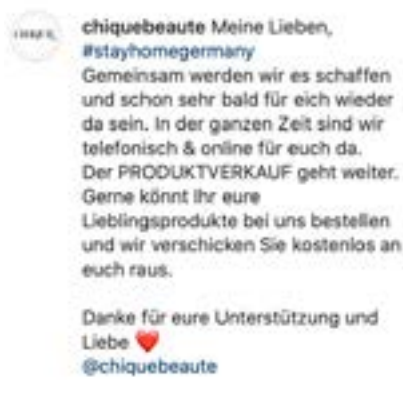 chiquebeaute Meine Lieben,
#stayhomegermany
Gemeinsam werden wir es schaffen
und schon sehr bald für eich wieder
da sein. In der ganzen Zeit sind wir
telefonisch & online für euch da.
Der PRODUKTVERKAUF geht weiter.
Gerne könnt Ihr eure
Lieblingsprodukte bei uns bestellen
und wir verschicken Sie kostenlos an
euch raus.
Danke für eure Unterstützung und
Liebe ❤️
@chiquebeaute